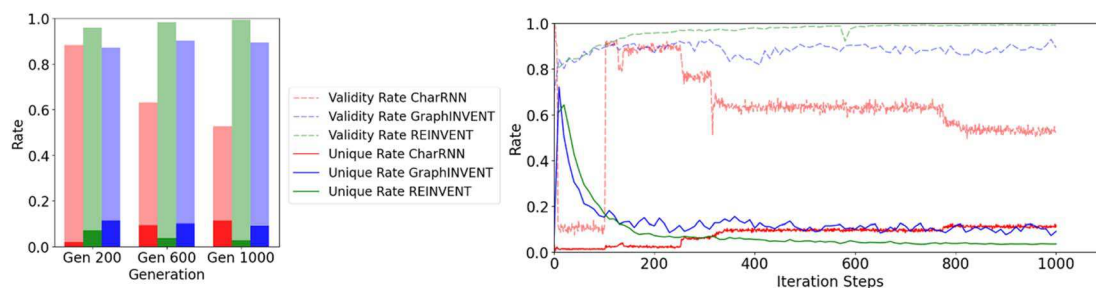 1.0
0.8
0.6
0.4
0.2
0.0
Rate
Gen 200 Gen 600 Gen 1000
Generation
Validity Rate CharRNN
Validity Rate GraphINVENT
Validity Rate REINVENT
Unique Rate CharRNN
Unique Rate GraphINVENT
Unique Rate REINVENT
1.0
0.8
0.6
0.4
0.2
0.0
Rate
0 200 400 600 800 1000
Iteration Steps